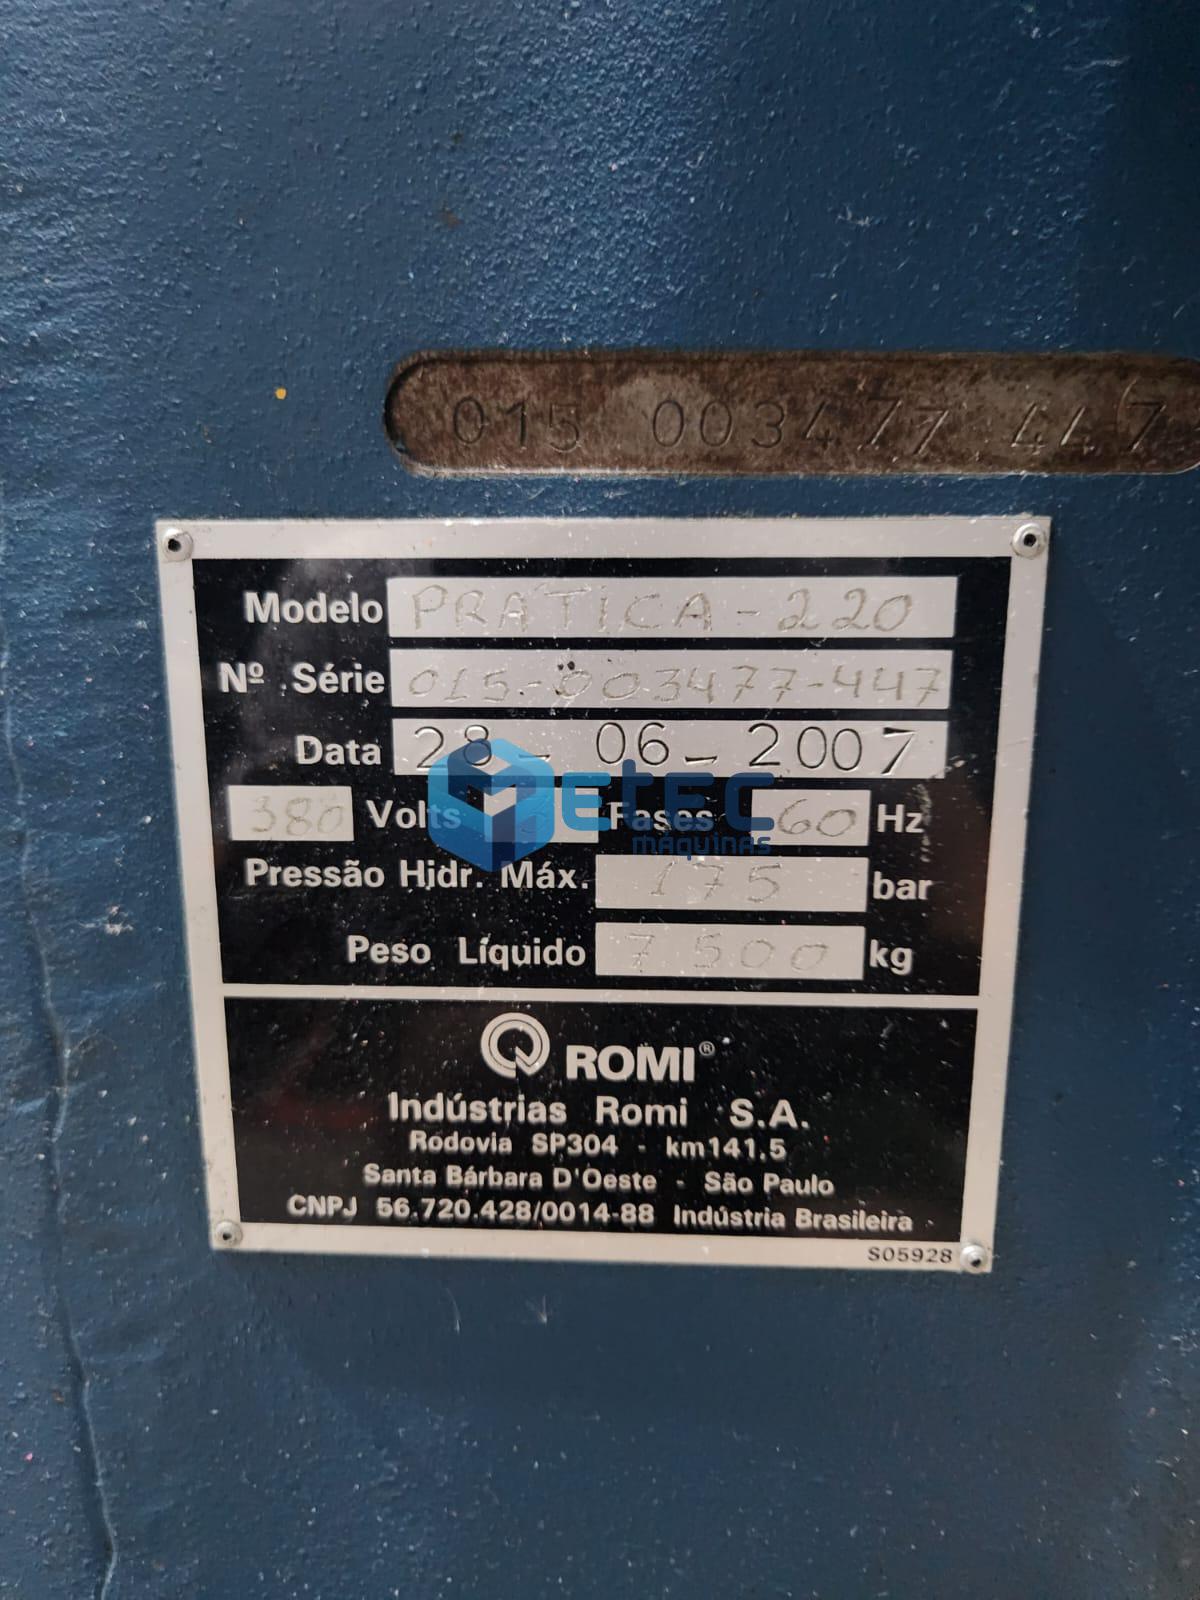 015 003477 447
Modelo PRÁTICA-220
Nº Série 015-003477-447
Data 28-06-2007
380 Volts Fases 60 Hz
Metec
MÁQUINAS
Pressão Hidr. Máx. 175 bar
Peso Líquido 7 500 kg
ROMI®
Indústrias Romi S.A.
Rodovia SP304 - km141,5
Santa Bárbara D'Oeste - São Paulo
CNPJ 56.720.428/0014-88 Indústria Brasileira
S05928